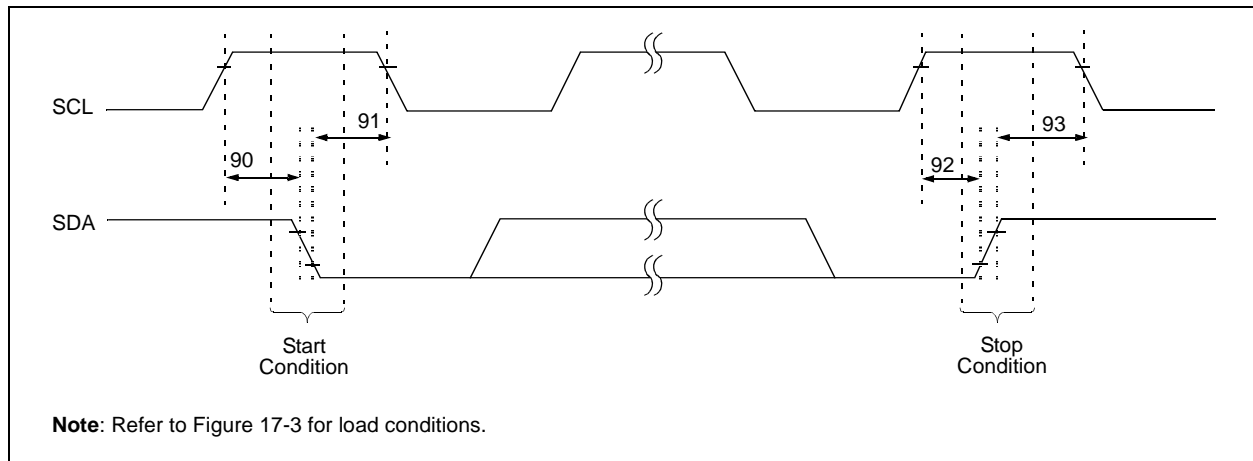 SCL
91
93
90
92
SDA
Start
Condition
Stop
Condition
Note: Refer to Figure 17-3 for load conditions.